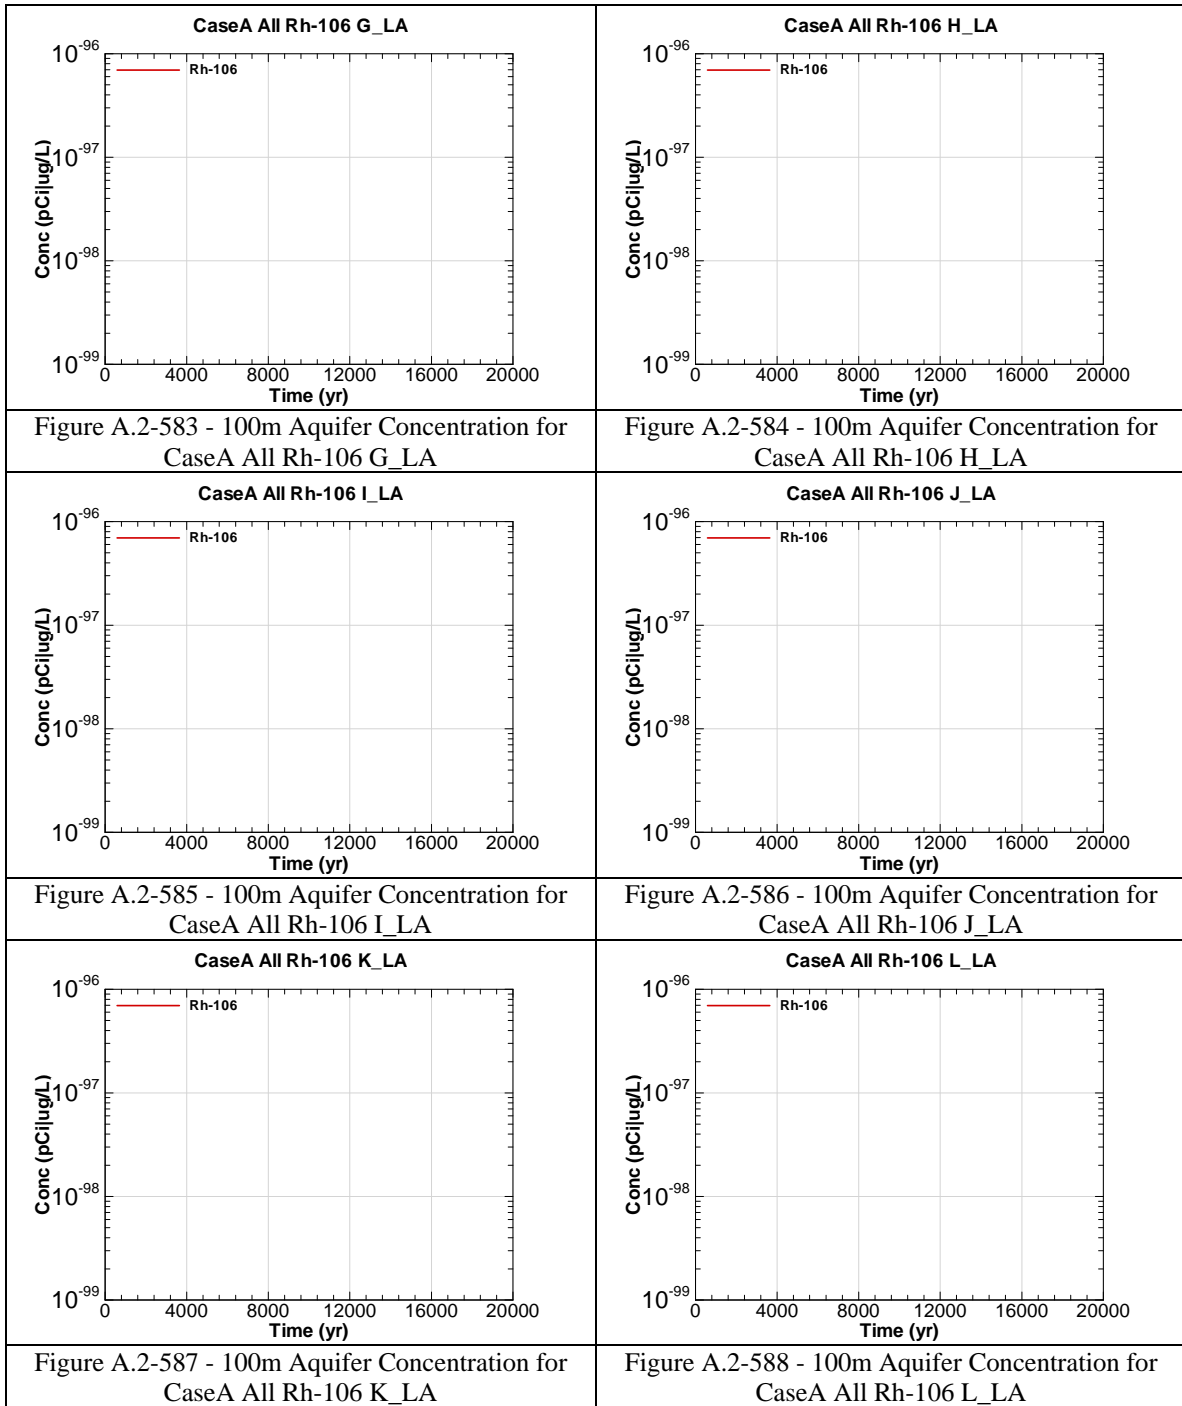 CaseA All Rh-106 G_LA
10^-96
Rh-106
10^-97
Conc (pCi|ug/L)
10^-98
10^-99
0 4000 8000 12000 16000 20000
Time (yr)
Figure A.2-583 - 100m Aquifer Concentration for
CaseA All Rh-106 G_LA
CaseA All Rh-106 H_LA
10^-96
Rh-106
10^-97
Conc (pCi|ug/L)
10^-98
10^-99
0 4000 8000 12000 16000 20000
Time (yr)
Figure A.2-584 - 100m Aquifer Concentration for
CaseA All Rh-106 H_LA
CaseA All Rh-106 I_LA
10^-96
Rh-106
10^-97
Conc (pCi|ug/L)
10^-98
10^-99
0 4000 8000 12000 16000 20000
Time (yr)
Figure A.2-585 - 100m Aquifer Concentration for
CaseA All Rh-106 I_LA
CaseA All Rh-106 J_LA
10^-96
Rh-106
10^-97
Conc (pCi|ug/L)
10^-98
10^-99
0 4000 8000 12000 16000 20000
Time (yr)
Figure A.2-586 - 100m Aquifer Concentration for
CaseA All Rh-106 J_LA
CaseA All Rh-106 K_LA
10^-96
Rh-106
10^-97
Conc (pCi|ug/L)
10^-98
10^-99
0 4000 8000 12000 16000 20000
Time (yr)
Figure A.2-587 - 100m Aquifer Concentration for
CaseA All Rh-106 K_LA
CaseA All Rh-106 L_LA
10^-96
Rh-106
10^-97
Conc (pCi|ug/L)
10^-98
10^-99
0 4000 8000 12000 16000 20000
Time (yr)
Figure A.2-588 - 100m Aquifer Concentration for
CaseA All Rh-106 L_LA